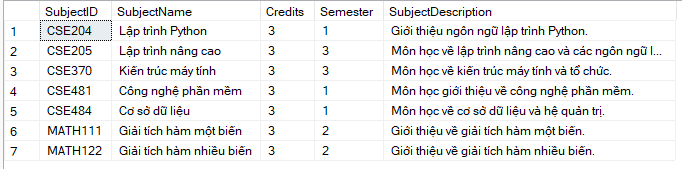 SubjectID SubjectName Credits Semester SubjectDescription
1 CSE204 Lập trình Python 3 1 Giới thiệu ngôn ngữ lập trình Python.
2 CSE205 Lập trình nâng cao 3 3 Môn học về lập trình nâng cao và các ngôn ngữ l...
3 CSE370 Kiến trúc máy tính 3 3 Môn học về kiến trúc máy tính và tổ chức.
4 CSE481 Công nghệ phần mềm 3 1 Môn học giới thiệu về công nghệ phần mềm.
5 CSE484 Cơ sở dữ liệu 3 1 Môn học về cơ sở dữ liệu và hệ quản trị.
6 MATH111 Giải tích hàm một biến 3 2 Giới thiệu về giải tích hàm một biến.
7 MATH122 Giải tích hàm nhiều biến 3 2 Giới thiệu về giải tích hàm nhiều biến.